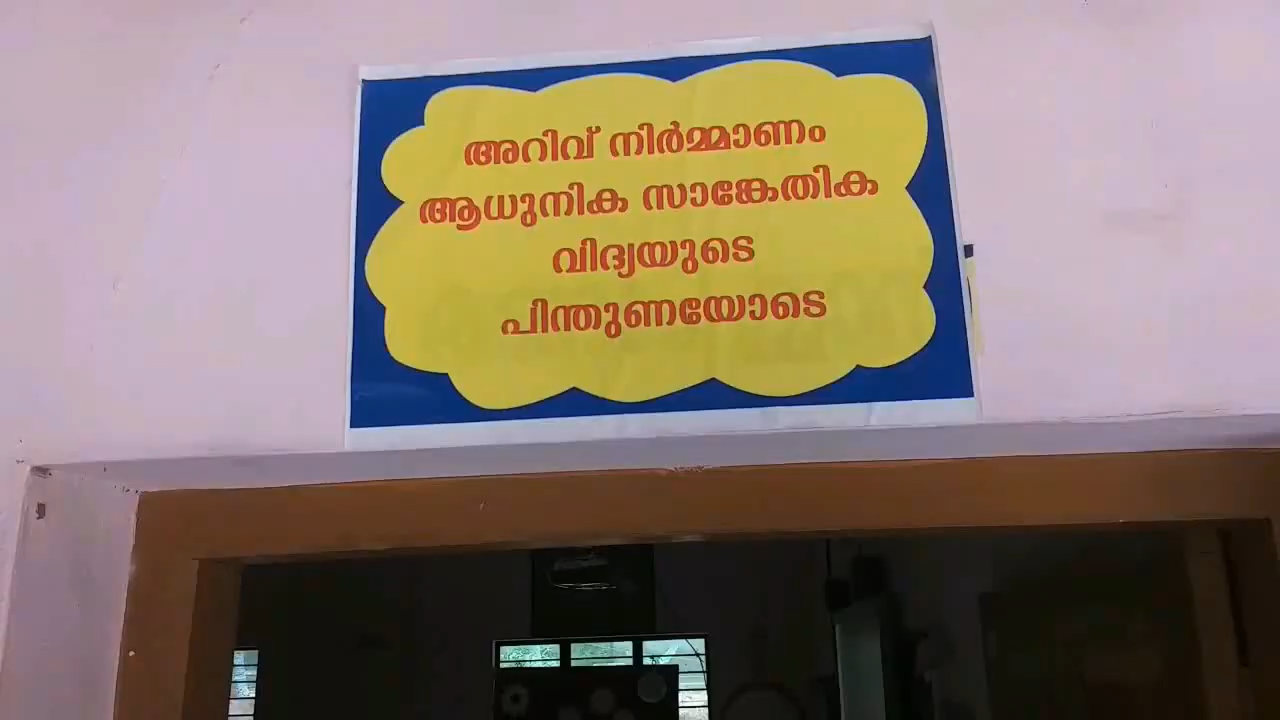 അറിവ് നിർമ്മാണം
ആധുനിക സാങ്കേതിക
വിദ്യയുടെ
പിന്തുണയോടെ